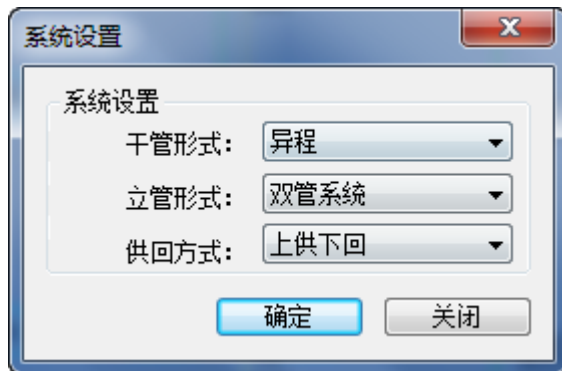 系统设置
系统设置
干管形式： 异程
立管形式： 双管系统
供回方式： 上供下回
确定 关闭